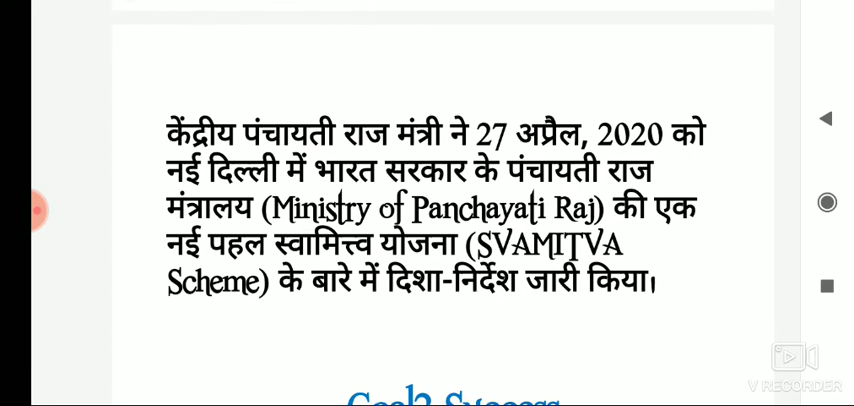 केंद्रीय पंचायती राज मंत्री ने 27 अप्रैल, 2020 को
नई दिल्ली में भारत सरकार के पंचायती राज
मंत्रालय (Ministry of Panchayati Raj) की एक
नई पहल स्वामित्त्व योजना (SVAMITVA
Scheme) के बारे में दिशा-निर्देश जारी किया।
V RECORDER